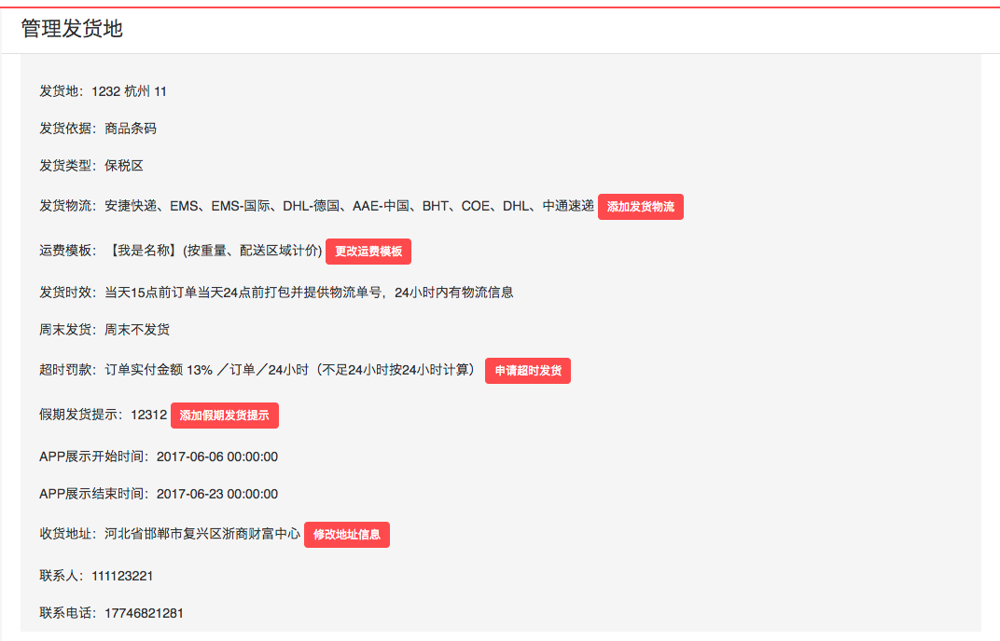 管理发货地
发货地：1232 杭州 11
发货依据：商品条码
发货类型：保税区
发货物流：安捷快递、EMS、EMS-国际、DHL-德国、AAE-中国、BHT、COE、DHL、中通速递 添加发货物流
运费模板：【我是名称】(按重量、配送区域计价) 更改运费模板
发货时效：当天15点前订单当天24点前打包并提供物流单号，24小时内有物流信息
周末发货：周末不发货
超时罚款：订单实付金额 13% ／订单／24小时（不足24小时按24小时计算） 申请超时发货
假期发货提示：12312 添加假期发货提示
APP展示开始时间：2017-06-06 00:00:00
APP展示结束时间：2017-06-23 00:00:00
收货地址：河北省邯郸市复兴区浙商财富中心 修改地址信息
联系人：111123221
联系电话：17746821281